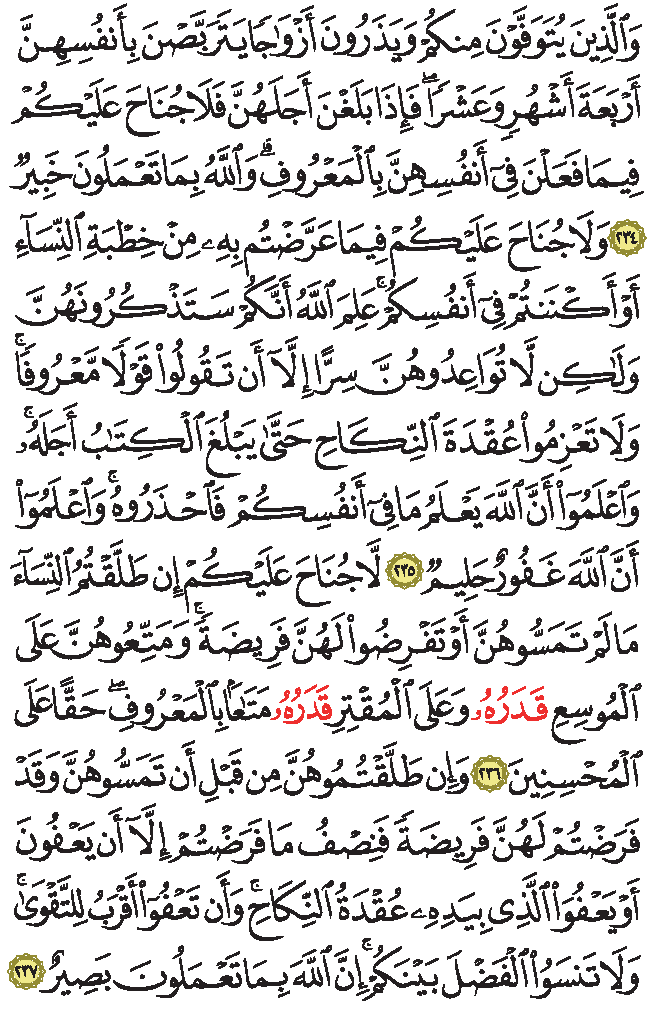 وَٱلَّذِينَ يُتَوَفَّوْنَ مِنكُمْ وَيَذَرُونَ أَزْوَٰجًا يَتَرَبَّصْنَ بِأَنفُسِهِنَّ
أَرْبَعَةَ أَشْهُرٍ وَعَشْرًا ۖ فَإِذَا بَلَغْنَ أَجَلَهُنَّ فَلَا جُنَاحَ عَلَيْكُمْ
فِيمَا فَعَلْنَ فِىٓ أَنفُسِهِنَّ بِٱلْمَعْرُوفِ ۗ وَٱللَّهُ بِمَا تَعْمَلُونَ خَبِيرٌ
٢٣٤ وَلَا جُنَاحَ عَلَيْكُمْ فِيمَا عَرَّضْتُم بِهِۦ مِنْ خِطْبَةِ ٱلنِّسَآءِ
أَوْ أَكْنَنتُمْ فِىٓ أَنفُسِكُمْ ۚ عَلِمَ ٱللَّهُ أَنَّكُمْ سَتَذْكُرُونَهُنَّ
وَلَٰكِن لَّا تُوَاعِدُوهُنَّ سِرًّا إِلَّآ أَن تَقُولُوا۟ قَوْلًا مَّعْرُوفًا ۚ
وَلَا تَعْزِمُوا۟ عُقْدَةَ ٱلنِّكَاحِ حَتَّىٰ يَبْلُغَ ٱلْكِتَٰبُ أَجَلَهُۥ ۚ
وَٱعْلَمُوٓا۟ أَنَّ ٱللَّهَ يَعْلَمُ مَا فِىٓ أَنفُسِكُمْ فَٱحْذَرُوهُ ۚ وَٱعْلَمُوٓا۟
أَنَّ ٱللَّهَ غَفُورٌ حَلِيمٌ ٢٣٥ لَّا جُنَاحَ عَلَيْكُمْ إِن طَلَّقْتُمُ ٱلنِّسَآءَ
مَا لَمْ تَمَسُّوهُنَّ أَوْ تَفْرِضُوا۟ لَهُنَّ فَرِيضَةً ۚ وَمَتِّعُوهُنَّ عَلَى
ٱلْمُوسِعِ قَدَرُهُۥ وَعَلَى ٱلْمُقْتِرِ قَدَرُهُۥ مَتَٰعًۢا بِٱلْمَعْرُوفِ ۖ حَقًّا عَلَى
ٱلْمُحْسِنِينَ ٢٣٦ وَإِن طَلَّقْتُمُوهُنَّ مِن قَبْلِ أَن تَمَسُّوهُنَّ وَقَدْ
فَرَضْتُمْ لَهُنَّ فَرِيضَةً فَنِصْفُ مَا فَرَضْتُمْ إِلَّآ أَن يَعْفُونَ
أَوْ يَعْفُوَا۟ ٱلَّذِى بِيَدِهِۦ عُقْدَةُ ٱلنِّكَاحِ ۚ وَأَن تَعْفُوٓا۟ أَقْرَبُ لِلتَّقْوَىٰ ۚ
وَلَا تَنسَوُا۟ ٱلْفَضْلَ بَيْنَكُمْ ۚ إِنَّ ٱللَّهَ بِمَا تَعْمَلُونَ بَصِيرٌ ٢٣٧